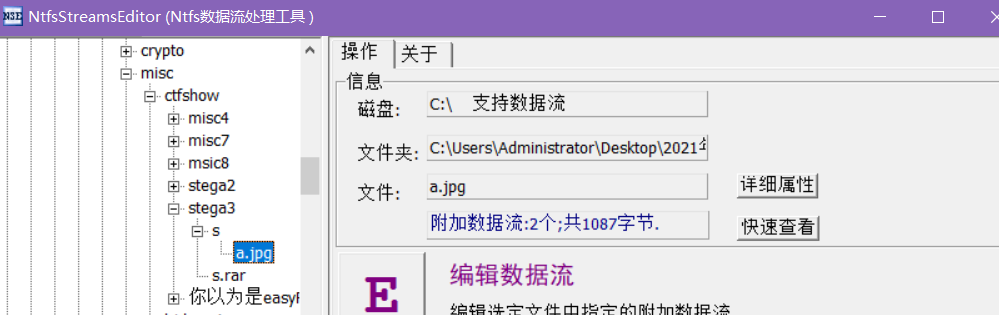 NSE NtfsStreamsEditor (Ntfs数据流处理工具 )
crypto
misc
ctfshow
misc4
misc7
msic8
stega2
stega3
s
a.jpg
s.rar
你以为是easyF
操作 关于
信息
磁盘: C:\ 支持数据流
文件夹: C:\Users\Administrator\Desktop\2021
文件: a.jpg 详细属性
附加数据流:2个;共1087字节. 快速查看
E 编辑数据流
编辑选定文件中指定的附加数据流